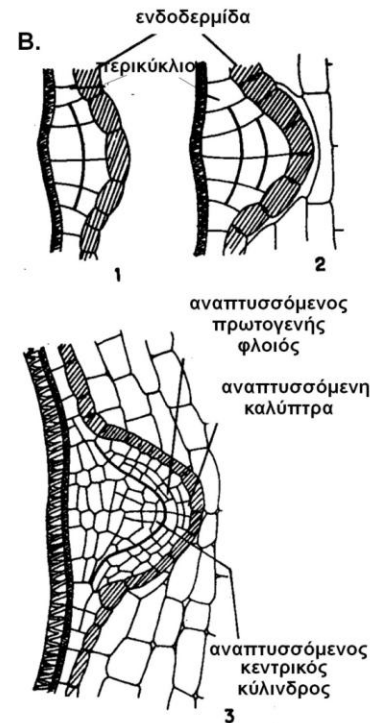 ενδοδερμίδα
Β.
περικύκλιο
1
2
αναπτυσσόμενος
πρωτογενής
φλοιός
αναπτυσσόμενη
καλύπτρα
αναπτυσσόμενος
κεντρικός
κύλινδρος
3